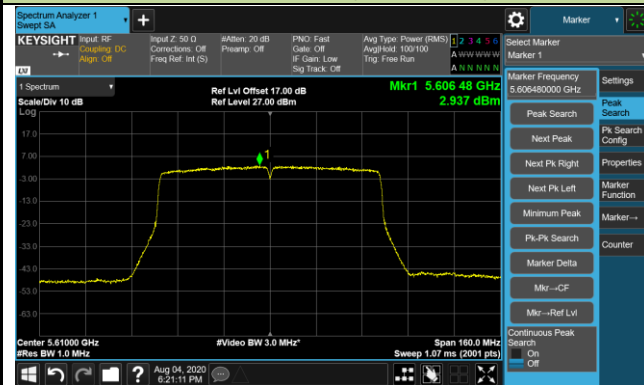 Spectrum Analyzer 1
Swept SA
Marker
KEYSIGHT
Input: RF
Coupling: DC
Align: Off
Input Z: 50 Ω
Corrections: Off
Freq Ref: Int (S)
#Atten: 20 dB
Preamp: Off
PNO: Fast
Gate: Off
IF Gain: Low
Sig Track: Off
Avg Type: Power (RMS)
Avg|Hold: 100/100
Trig: Free Run
1 2 3 4 5 6
A WW W W W
A N N N N N
LXI
Select Marker
Marker 1
1 Spectrum
Scale/Div 10 dB
Log
Ref Lvl Offset 17.00 dB
Ref Level 27.00 dBm
Mkr1 5.606 48 GHz
2.937 dBm
17.0
7.00
-3.00
-13.0
-23.0
-33.0
-43.0
-53.0
-63.0
1
Center 5.61000 GHz
#Res BW 1.0 MHz
#Video BW 3.0 MHz*
Span 160.0 MHz
Sweep 1.07 ms (2001 pts)
Marker Frequency
5.606480000 GHz
Peak Search
Next Peak
Next Pk Right
Next Pk Left
Minimum Peak
Pk-Pk Search
Marker Delta
Mkr→CF
Mkr→Ref Lvl
Continuous Peak
Search
On
Off
Settings
Peak
Search
Pk Search
Config
Properties
Marker
Function
Marker→
Counter
?
Aug 04, 2020
6:21:11 PM